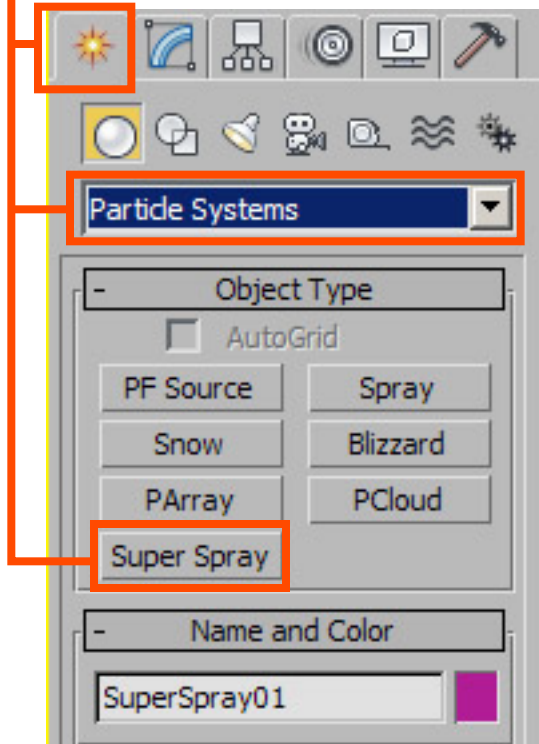 Particle Systems
- Object Type
AutoGrid
PF Source Spray
Snow Blizzard
PArray PCloud
Super Spray
- Name and Color
SuperSpray01